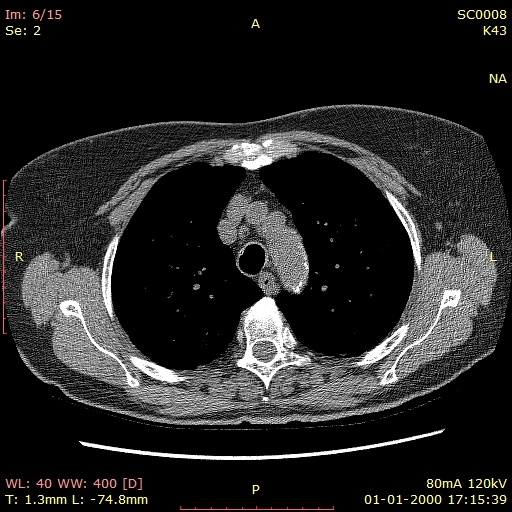 Im: 6/15
Se: 2
A
SC0008
K43
NA
R
L
WL: 40 WW: 400 [D]
T: 1.3mm L: -74.8mm
P
80mA 120kV
01-01-2000 17:15:39